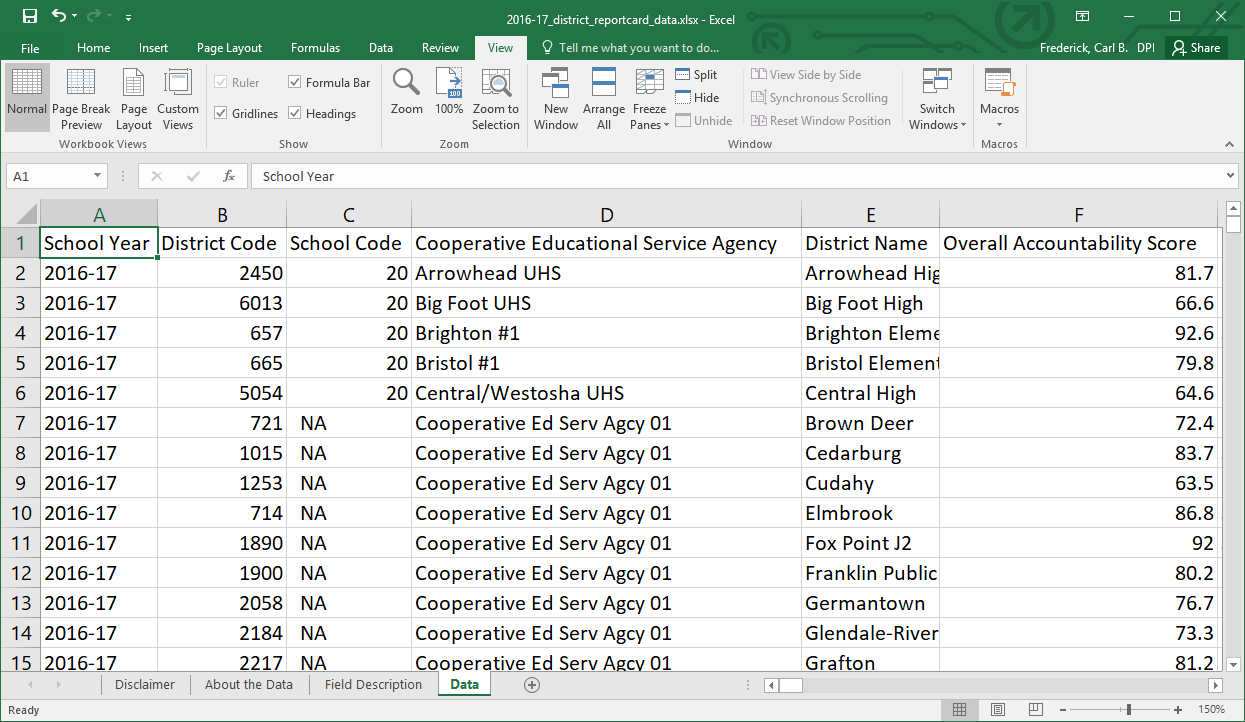 2016-17_district_reportcard_data.xlsx - Excel
File Home Insert Page Layout Formulas Data Review View Tell me what you want to do... Frederick, Carl B. DPI Share
Normal
Page Break Preview
Page Layout
Custom Views
Workbook Views
Ruler Formula Bar
Gridlines Headings
Show
Zoom
100%
Zoom to Selection
Zoom
New Window
Arrange All
Freeze Panes
Split
Hide
Unhide
View Side by Side
Synchronous Scrolling
Reset Window Position
Switch Windows
Window
Macros
Macros
A1 fx School Year
A B C D E F
1 School Year District Code School Code Cooperative Educational Service Agency District Name Overall Accountability Score
2 2016-17 2450 20 Arrowhead UHS Arrowhead Hig 81.7
3 2016-17 6013 20 Big Foot UHS Big Foot High 66.6
4 2016-17 657 20 Brighton #1 Brighton Eleme 92.6
5 2016-17 665 20 Bristol #1 Bristol Element 79.8
6 2016-17 5054 20 Central/Westosha UHS Central High 64.6
7 2016-17 721 NA Cooperative Ed Serv Agcy 01 Brown Deer 72.4
8 2016-17 1015 NA Cooperative Ed Serv Agcy 01 Cedarburg 83.7
9 2016-17 1253 NA Cooperative Ed Serv Agcy 01 Cudahy 63.5
10 2016-17 714 NA Cooperative Ed Serv Agcy 01 Elmbrook 86.8
11 2016-17 1890 NA Cooperative Ed Serv Agcy 01 Fox Point J2 92
12 2016-17 1900 NA Cooperative Ed Serv Agcy 01 Franklin Public 80.2
13 2016-17 2058 NA Cooperative Ed Serv Agcy 01 Germantown 76.7
14 2016-17 2184 NA Cooperative Ed Serv Agcy 01 Glendale-River 73.3
15 2016-17 2217 NA Cooperative Ed Serv Agcy 01 Grafton 81.2
Disclaimer About the Data Field Description Data
Ready 150%